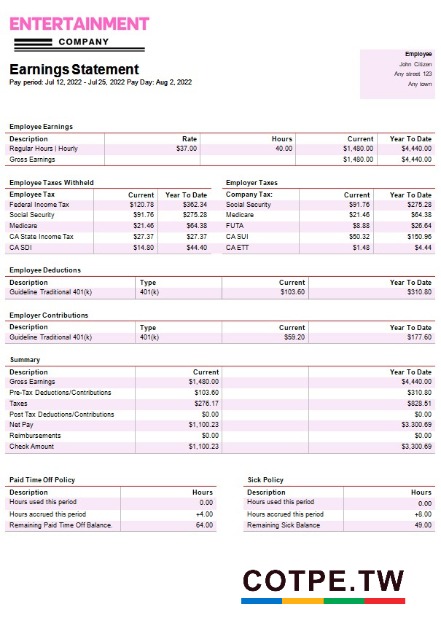 ENTERTAINMENT
COMPANY
Earnings Statement
Pay period: Jul 12, 2022 - Jul 25, 2022 Pay Day: Aug 2, 2022
Employee
John Citizen
Any street 123
Any town
Employee Earnings
Description Rate Hours Current Year To Date
Regular Hours | Hourly $37.00 40.00 $1,480.00 $4,440.00
Gross Earnings $1,480.00 $4,440.00
Employee Taxes Withheld Employer Taxes
Employee Tax Current Year To Date Company Tax: Current Year To Date
Federal Income Tax $120.78 $362.34 Social Security $91.76 $275.28
Social Security $91.76 $275.28 Medicare $21.46 $64.38
Medicare $21.46 $64.38 FUTA $8.88 $26.64
CA State Income Tax $27.37 $27.37 CA SUI $50.32 $150.96
CA SDI $14.80 $44.40 CA ETT $1.48 $4.44
Employee Deductions
Description Type Current Year To Date
Guideline Traditional 401(k) 401(k) $103.60 $310.80
Employer Contributions
Description Type Current Year To Date
Guideline Traditional 401(k) 401(k) $59.20 $177.60
Summary
Description Current Year To Date
Gross Earnings $1,480.00 $4,440.00
Pre-Tax Deductions/Contributions $103.60 $310.80
Taxes $276.17 $828.51
Post Tax Deductions/Contributions $0.00 $0.00
Net Pay $1,100.23 $3,300.69
Reimbursements $0.00 $0.00
Check Amount $1,100.23 $3,300.69
Paid Time Off Policy Sick Policy
Description Hours Description Hours
Hours used this period 0.00 Hours used this period 0.00
Hours accrued this period +4.00 Hours accrued this period +8.00
Remaining Paid Time Off Balance. 64.00 Remaining Sick Balance 49.00
COTPE.TW